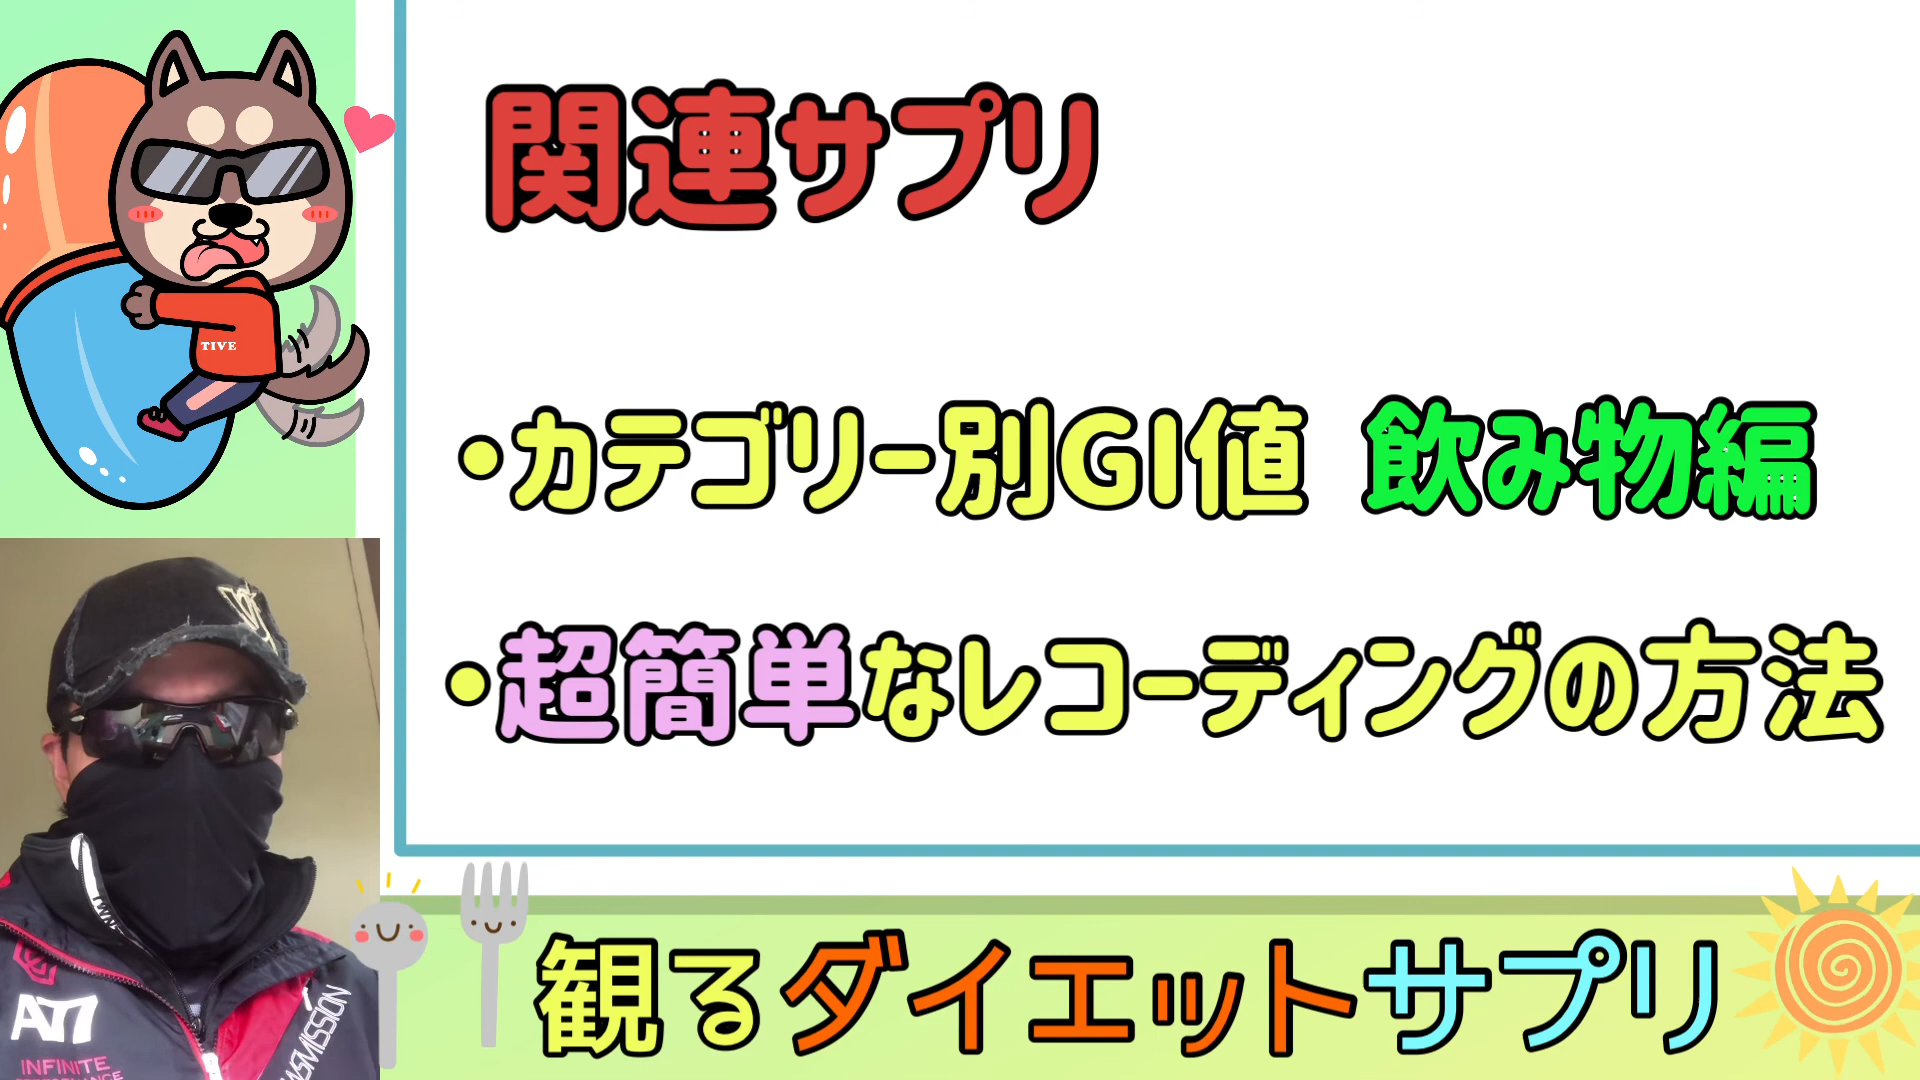 関連サプリ
TIVE
・カテゴリー別GI値 飲み物編
・超簡単なレコーディングの方法
A77
INFINITE
観るダイエットサプリ